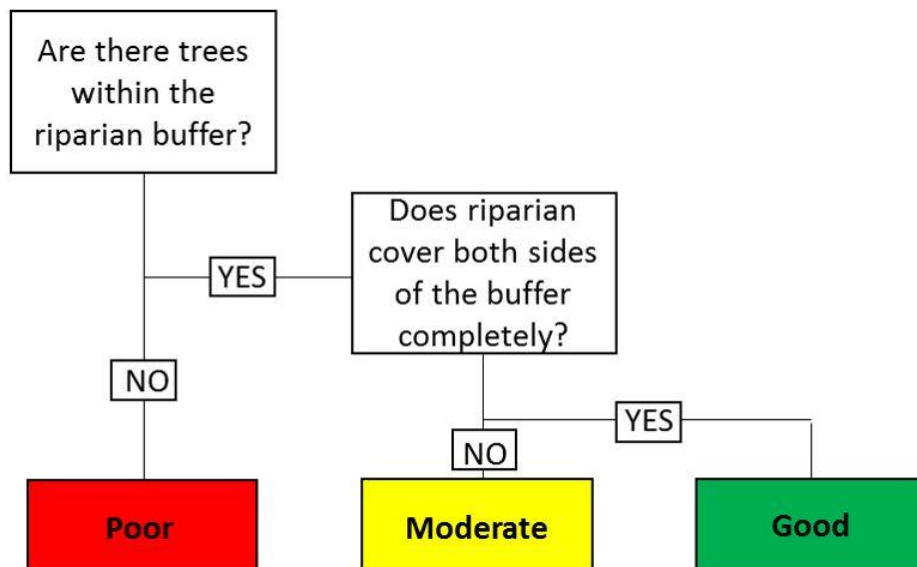 Are there trees
within the
riparian buffer?
Does riparian
cover both sides
of the buffer
completely?
YES
NO
YES
NO
Poor
Moderate
Good